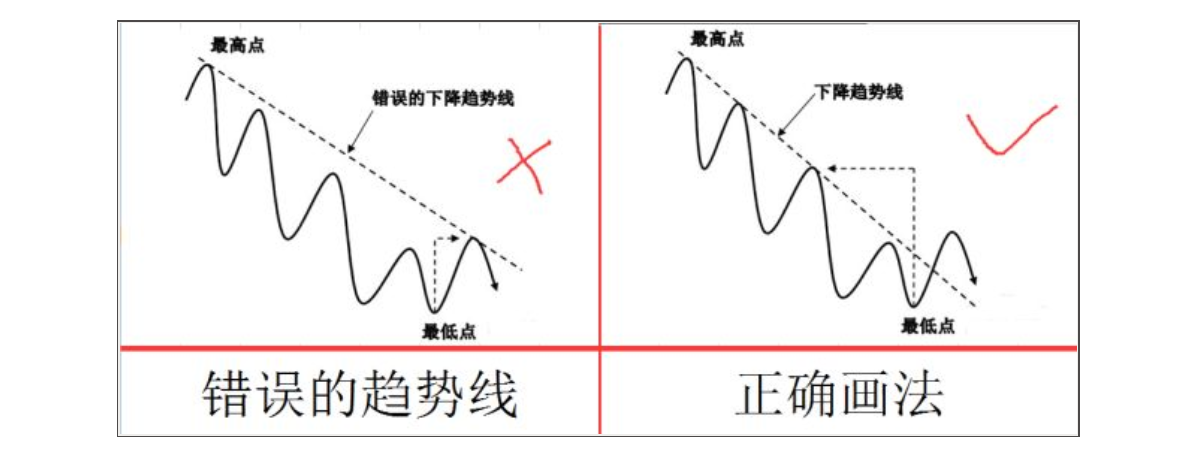 最高点
错误的下降趋势线
最低点
最高点
下降趋势线
最低点
错误的趋势线
正确画法